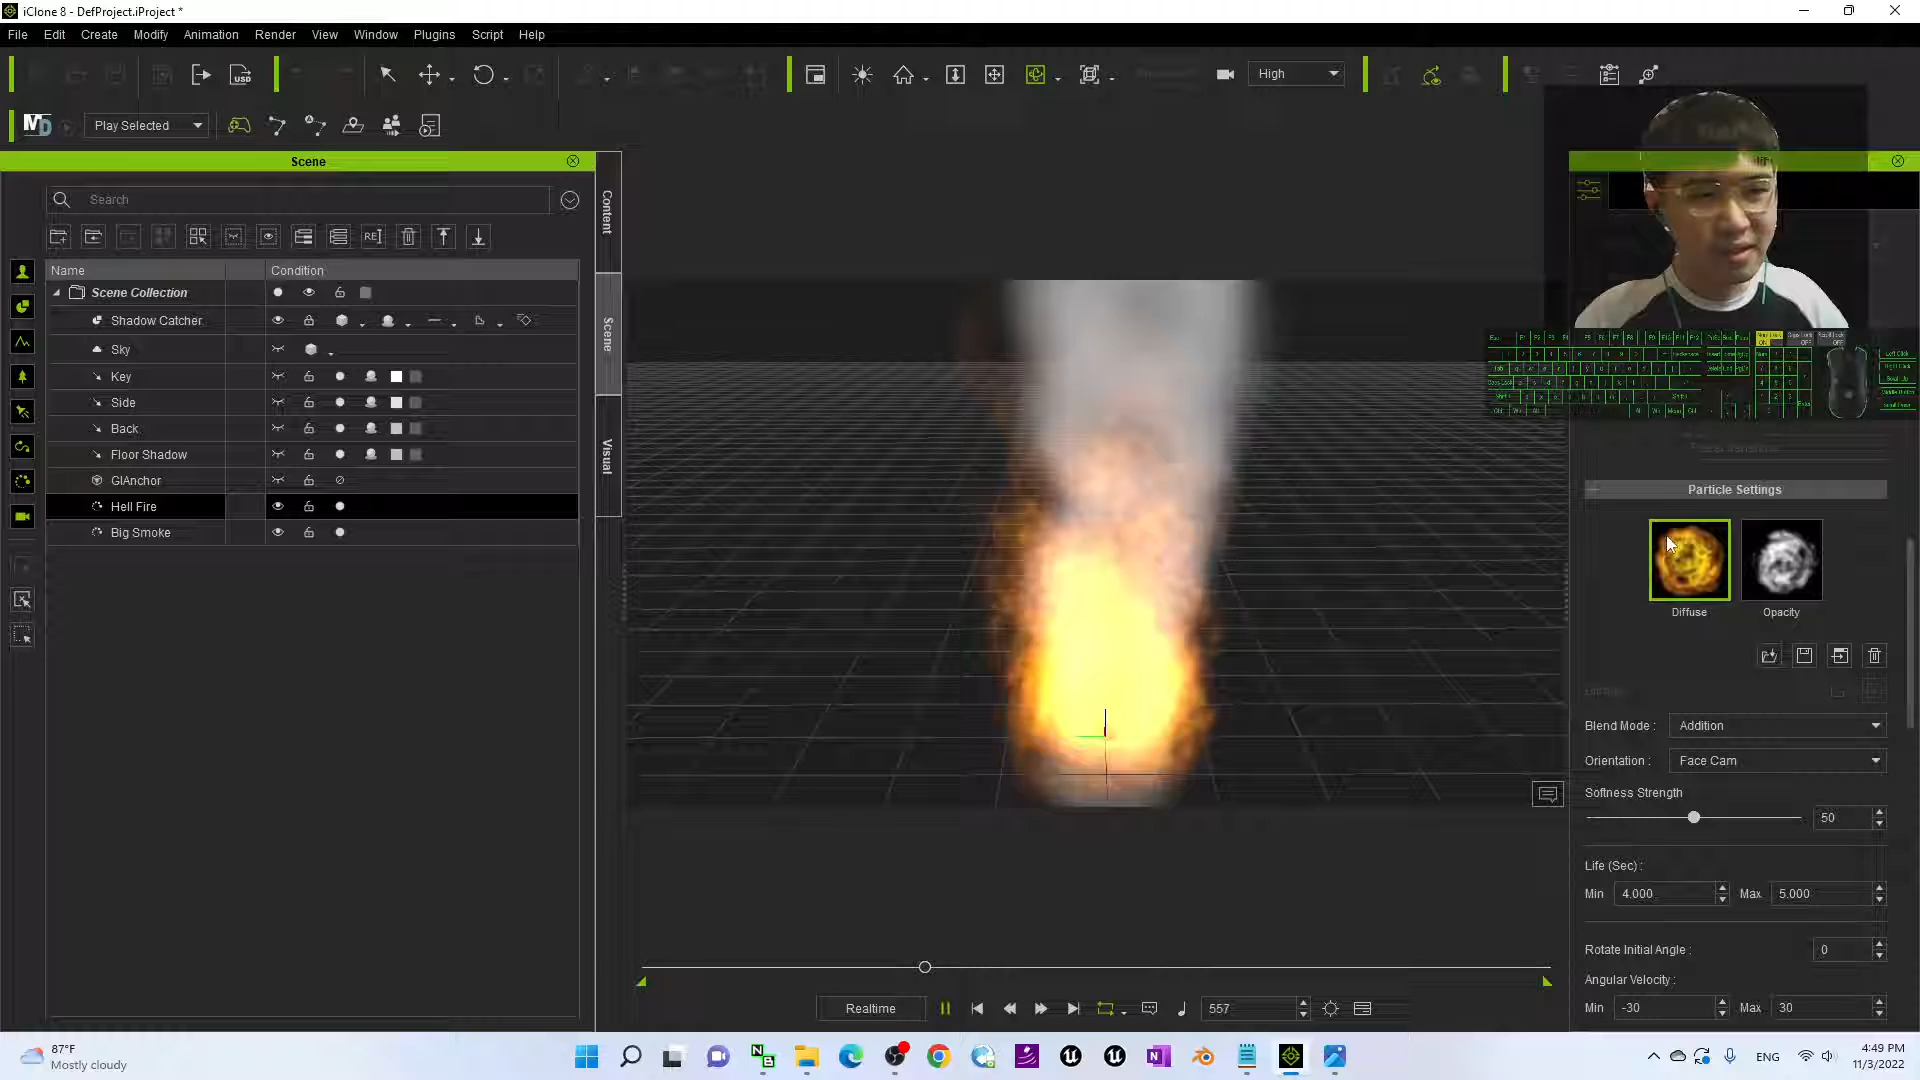 iClone 8 - DefProject.iProject *
File Edit Create Modify Animation Render View Window Plugins Script Help
High
MD Play Selected
Scene
Search
Name Condition
Scene Collection
Shadow Catcher
Sky
Key
Side
Back
Floor Shadow
GIAnchor
Hell Fire
Big Smoke
Content
Scene
Visual
Particle Settings
Diffuse Opacity
Blend Mode : Addition
Orientation : Face Cam
Softness Strength
50
Life (Sec) :
Min 4.000 Max 5.000
Rotate Initial Angle : 0
Angular Velocity :
Min -30 Max 30
Realtime 557
87°F
Mostly cloudy
ENG
4:49 PM
11/3/2022